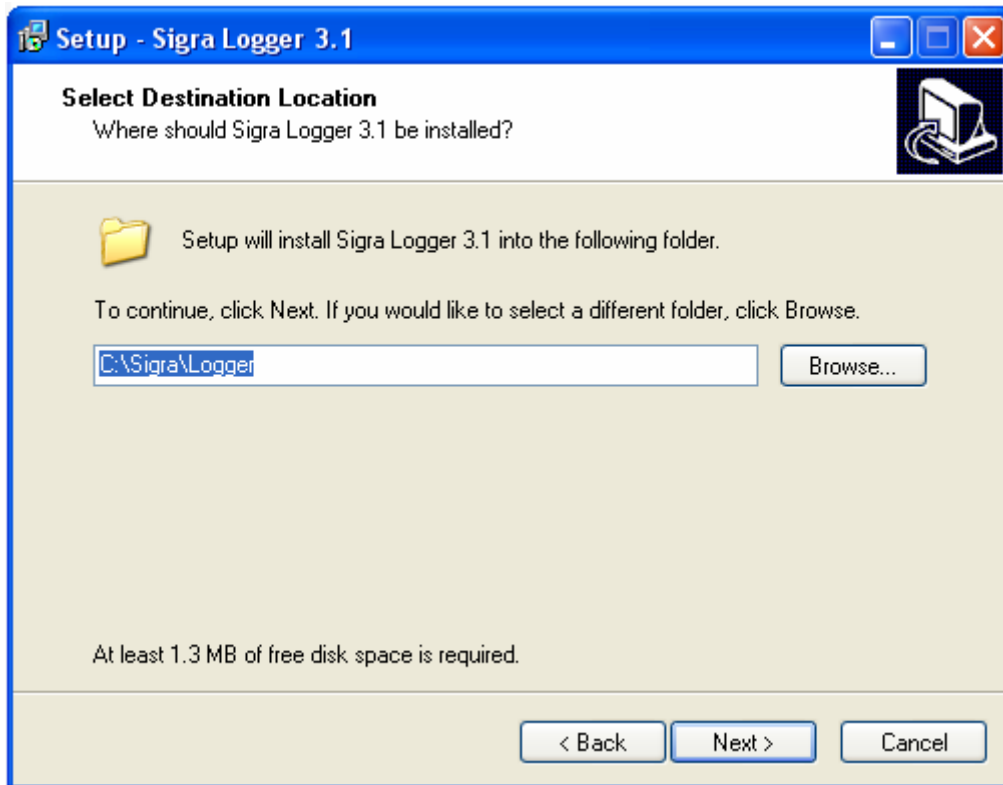 Setup - Sigra Logger 3.1
Select Destination Location
Where should Sigra Logger 3.1 be installed?
Setup will install Sigra Logger 3.1 into the following folder.
To continue, click Next. If you would like to select a different folder, click Browse.
C:\Sigra\Logger
Browse...
At least 1.3 MB of free disk space is required.
< Back
Next >
Cancel